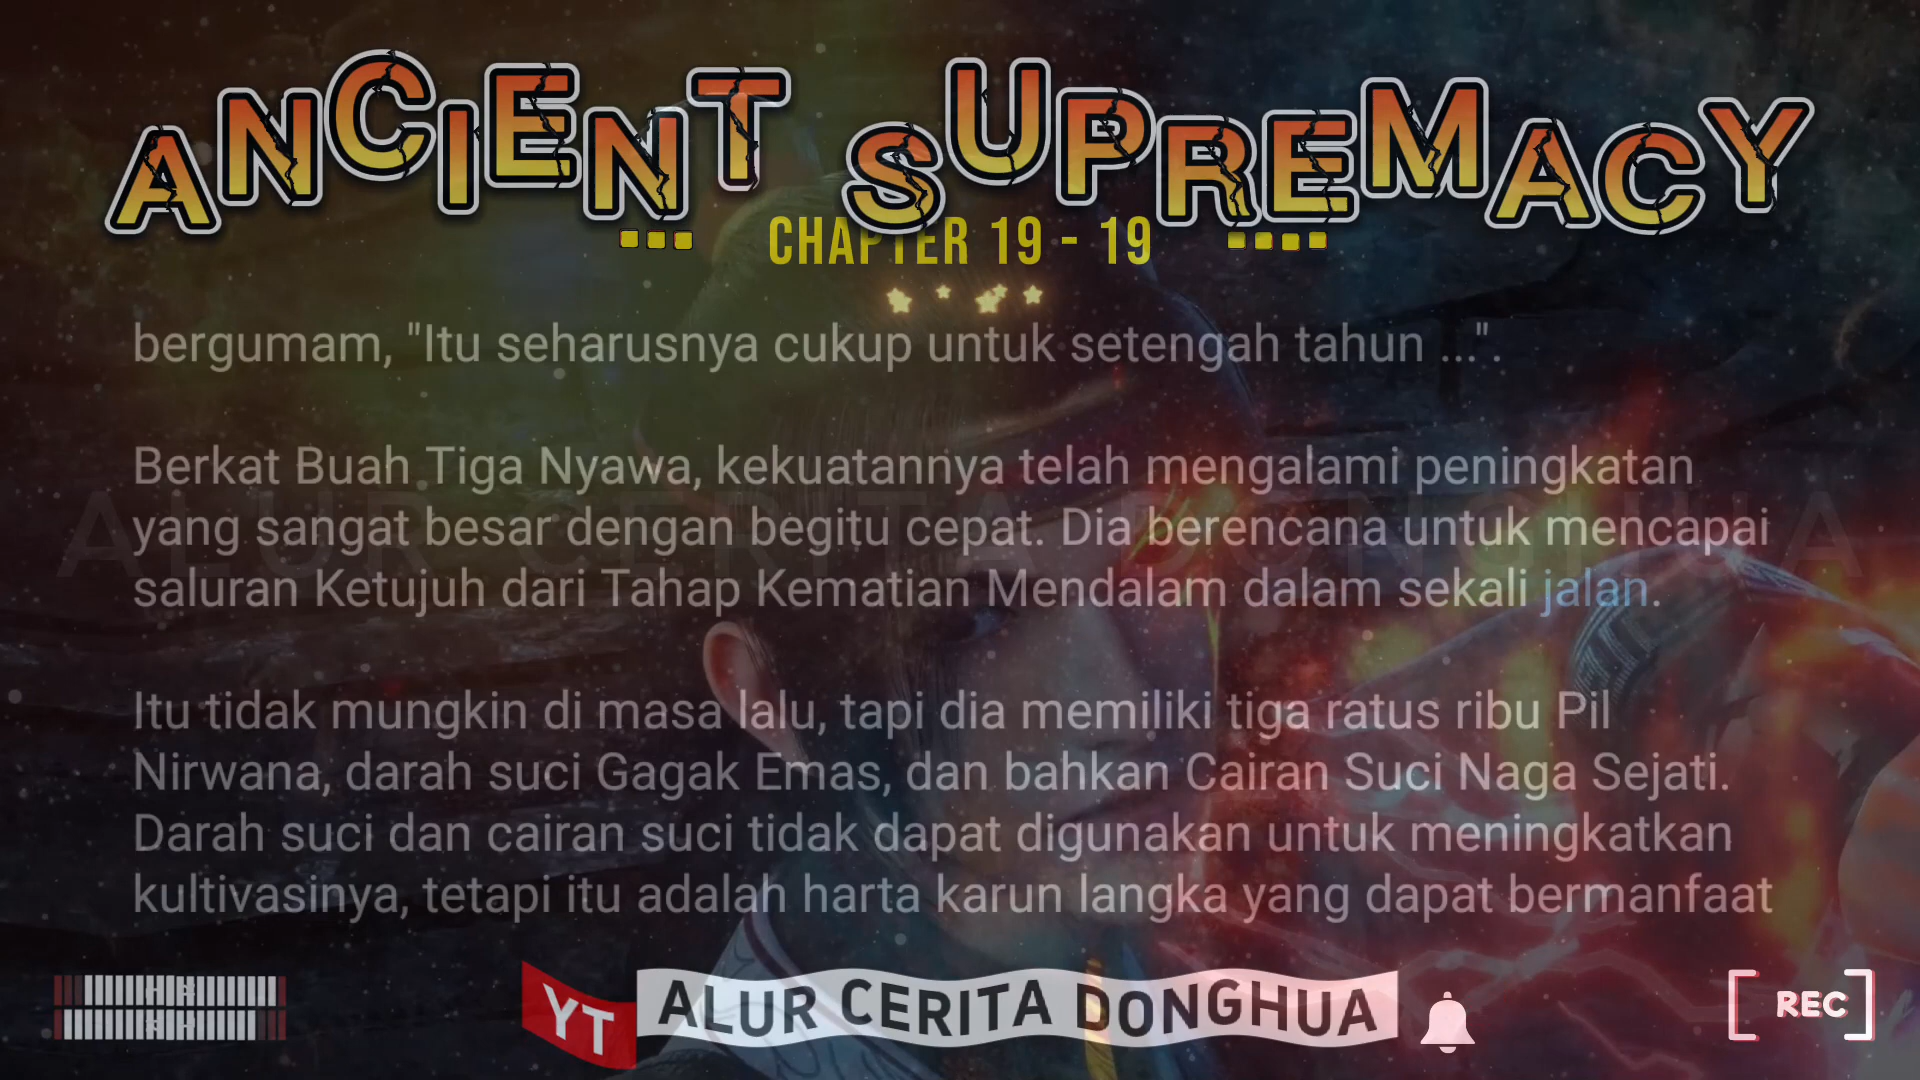 ANCIENT SUPREMACY
CHAPTER 19 - 19
bergumam, "Itu seharusnya cukup untuk setengah tahun ...".
Berkat Buah Tiga Nyawa, kekuatannya telah mengalami peningkatan
yang sangat besar dengan begitu cepat. Dia berencana untuk mencapai
saluran Ketujuh dari Tahap Kematian Mendalam dalam sekali jalan.
ALUR CERITA DONGHUA
Itu tidak mungkin di masa lalu, tapi dia memiliki tiga ratus ribu Pil
Nirwana, darah suci Gagak Emas, dan bahkan Cairan Suci Naga Sejati.
Darah suci dan cairan suci tidak dapat digunakan untuk meningkatkan
kultivasinya, tetapi itu adalah harta karun langka yang dapat bermanfaat
YT ALUR CERITA DONGHUA
REC